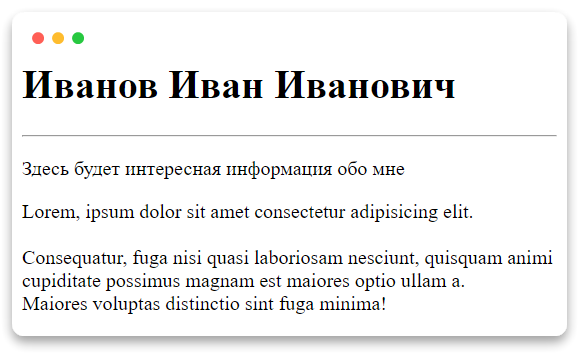 Иванов Иван Иванович
Здесь будет интересная информация обо мне
Lorem, ipsum dolor sit amet consectetur adipisicing elit.
Consequatur, fuga nisi quasi laboriosam nesciunt, quisquam animi
cupiditate possimus magnam est maiores optio ullam a.
Maiores voluptas distinctio sint fuga minima!